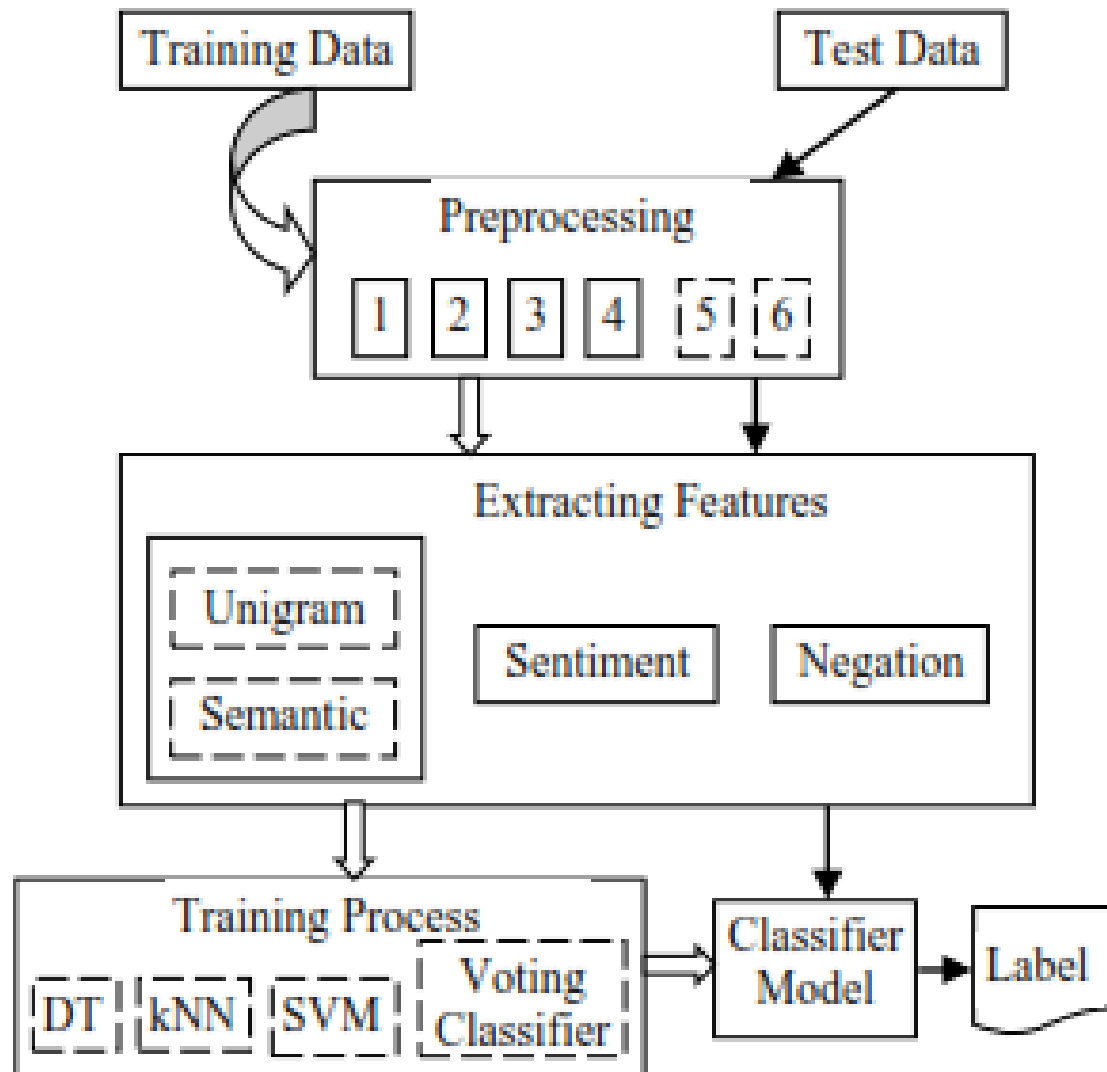 Training Data
Test Data
Preprocessing
1 2 3 4 5 6
Extracting Features
Unigram
Semantic
Sentiment
Negation
Training Process
DT kNN SVM
Voting
Classifier
Classifier
Model
Label